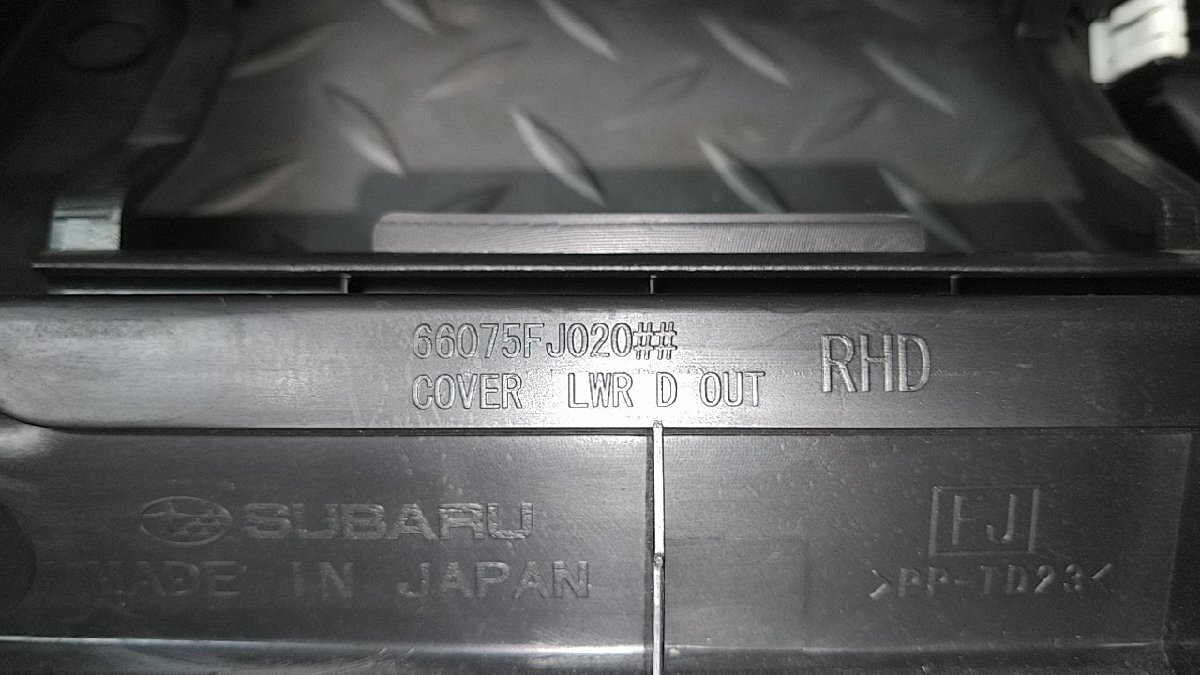 66075FJ020##
COVER LWR D OUT
RHD
SUBARU
MADE IN JAPAN
FJ
>PP-TD23<